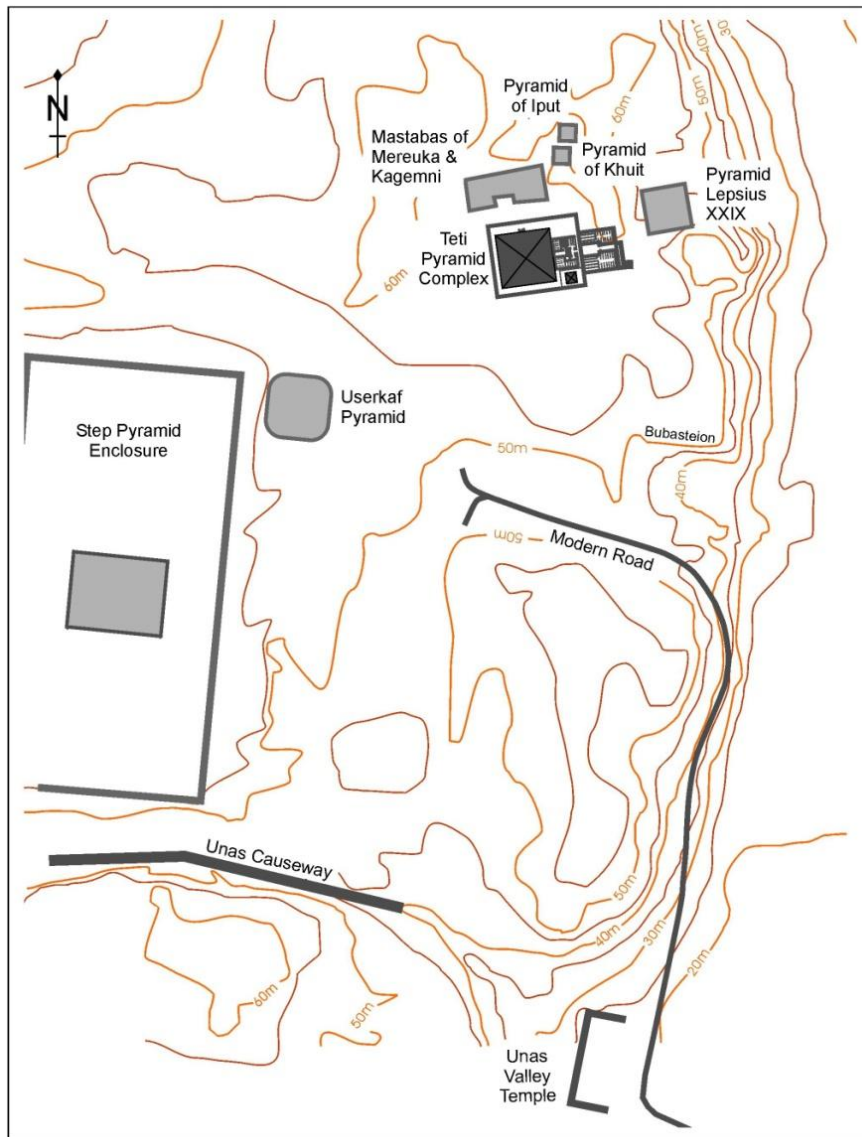 30m
40m
50m
N
Pyramid
of Iput
60m
Mastabas of
Mereuka &
Kagemni
Pyramid
of Khuit
Pyramid
Lepsius
XXIX
Teti
Pyramid
Complex
60m
Userkaf
Pyramid
Step Pyramid
Enclosure
Bubasteion
50m
40m
50m
Modern Road
Unas Causeway
50m
40m
30m
20m
60m
50m
Unas
Valley
Temple